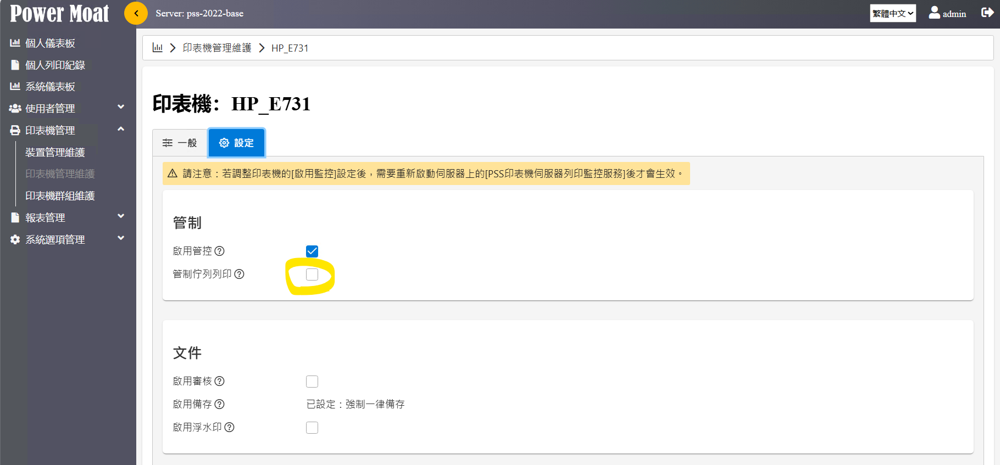 Power Moat
Server: pss-2022-base
繁體中文
admin
個人儀表板
個人列印紀錄
系統儀表板
使用者管理
印表機管理
裝置管理維護
印表機管理維護
印表機群組維護
報表管理
系統選項管理
印表機管理維護 HP_E731
印表機：HP_E731
一般 設定
請注意：若調整印表機的[啟用監控]設定後，需要重新啟動伺服器上的[PSS印表機伺服器列印監控服務]後才會生效。
管制
啟用管控
管制佇列列印
文件
啟用審核
啟用備存 已設定：強制一律備存
啟用浮水印